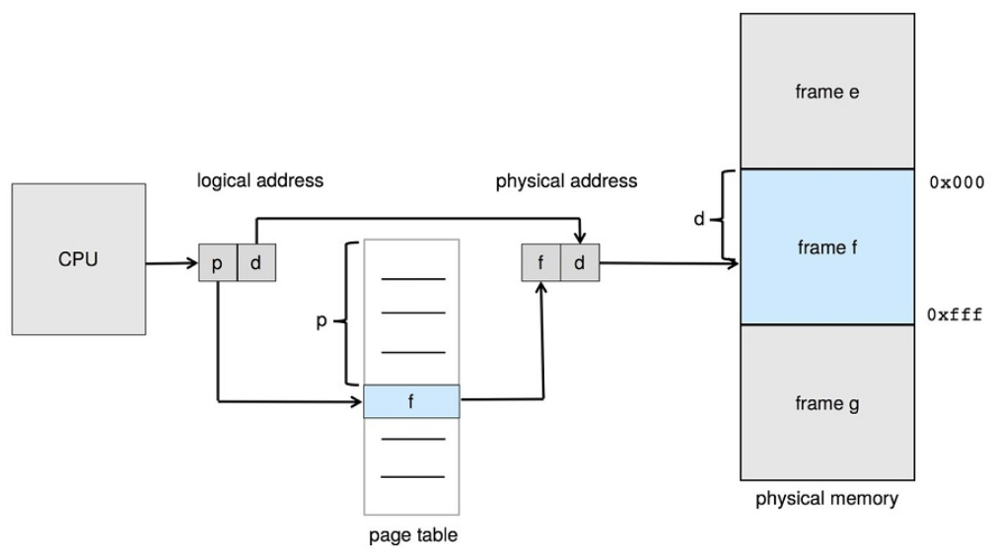 frame e
logical address
physical address
0x000
CPU
p
d
f
d
d
frame f
p
0xfff
f
frame g
physical memory
page table